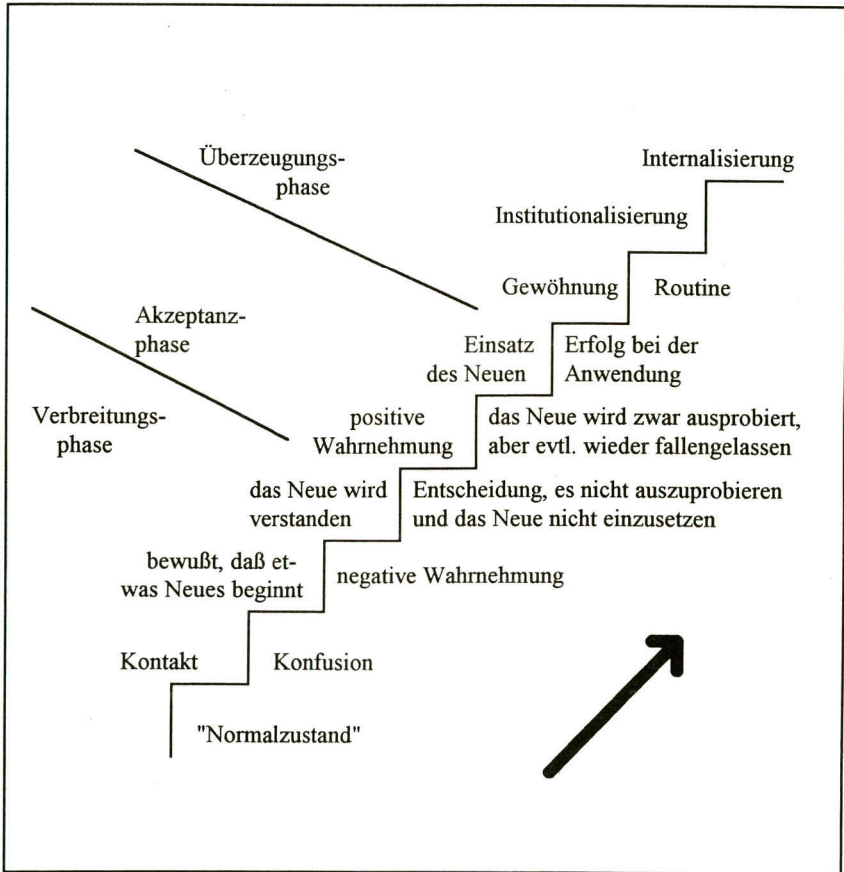 Überzeugungs-
phase
Internalisierung
Institutionalisierung
Gewöhnung
Routine
Akzeptanz-
phase
Einsatz
des Neuen
Erfolg bei der
Anwendung
Verbreitungs-
phase
positive
Wahrnehmung
das Neue wird zwar ausprobiert,
aber evtl. wieder fallengelassen
das Neue wird
verstanden
Entscheidung, es nicht auszuprobieren
und das Neue nicht einzusetzen
bewußt, daß et-
was Neues beginnt
negative Wahrnehmung
Kontakt
Konfusion
"Normalzustand"